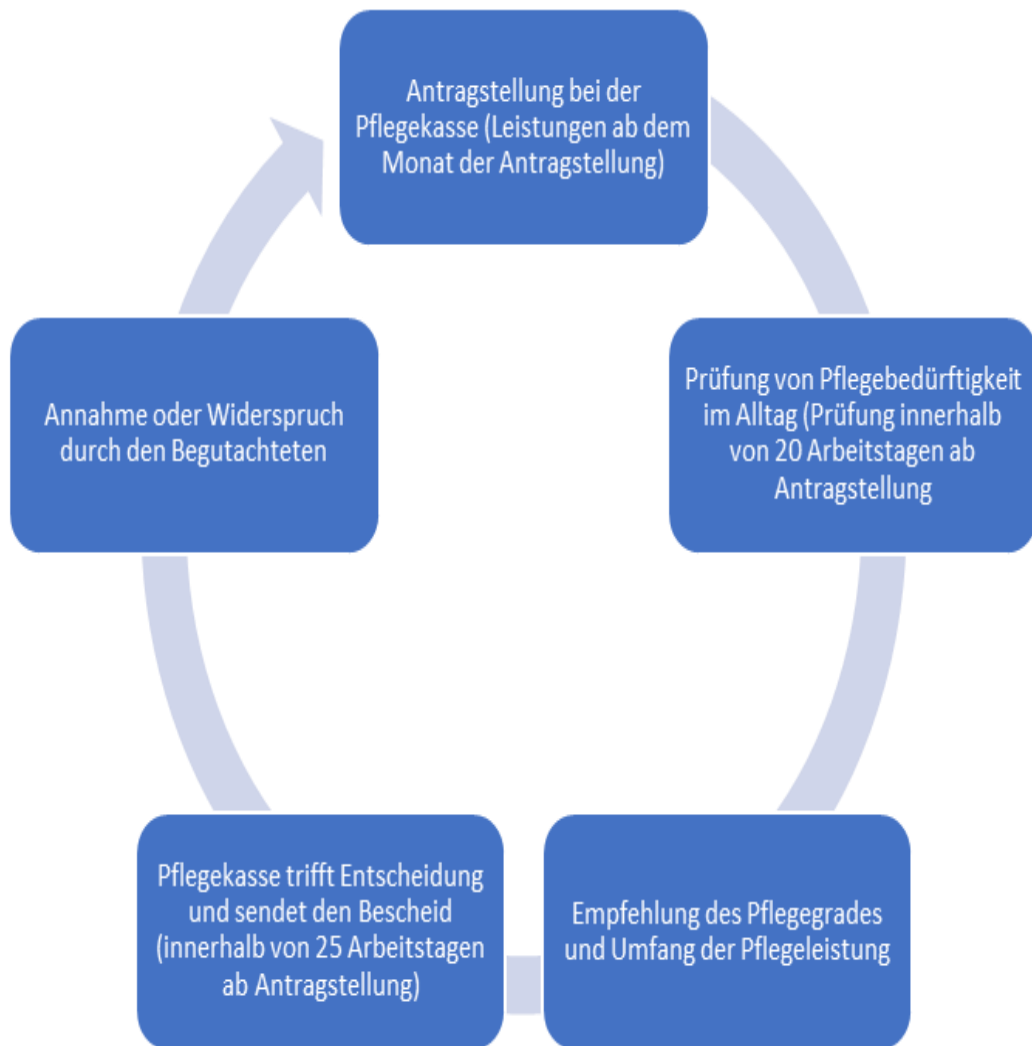 Antragstellung bei der
Pflegekasse (Leistungen ab dem
Monat der Antragstellung)
Prüfung von Pflegebedürftigkeit
im Alltag (Prüfung innerhalb
von 20 Arbeitstagen ab
Antragstellung
Empfehlung des Pflegegrades
und Umfang der Pflegeleistung
Pflegekasse trifft Entscheidung
und sendet den Bescheid
(innerhalb von 25 Arbeitstagen
ab Antragstellung)
Annahme oder Widerspruch
durch den Begutachteten